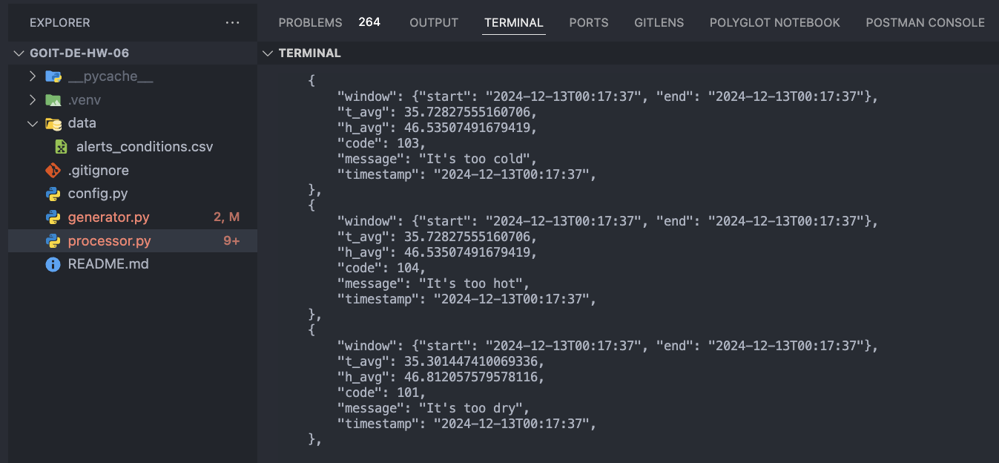 EXPLORER ...
GOIT-DE-HW-06
__pycache__
.venv
data
alerts_conditions.csv
.gitignore
config.py
generator.py 2, M
processor.py 9+
README.md
PROBLEMS 264 OUTPUT TERMINAL PORTS GITLENS POLYGLOT NOTEBOOK POSTMAN CONSOLE
TERMINAL
{
"window": {"start": "2024-12-13T00:17:37", "end": "2024-12-13T00:17:37"},
"t_avg": 35.72827555160706,
"h_avg": 46.53507491679419,
"code": 103,
"message": "It's too cold",
"timestamp": "2024-12-13T00:17:37",
},
{
"window": {"start": "2024-12-13T00:17:37", "end": "2024-12-13T00:17:37"},
"t_avg": 35.72827555160706,
"h_avg": 46.53507491679419,
"code": 104,
"message": "It's too hot",
"timestamp": "2024-12-13T00:17:37",
},
{
"window": {"start": "2024-12-13T00:17:37", "end": "2024-12-13T00:17:37"},
"t_avg": 35.301447410069336,
"h_avg": 46.812057579578116,
"code": 101,
"message": "It's too dry",
"timestamp": "2024-12-13T00:17:37",
},